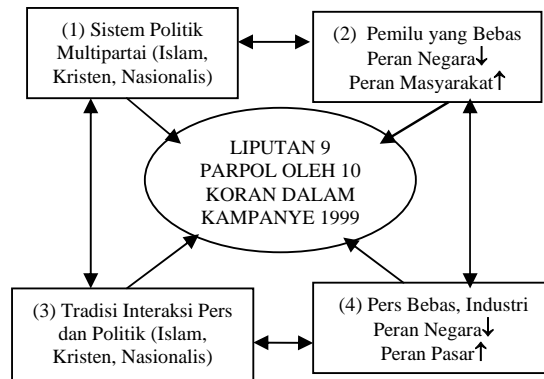 (1) Sistem Politik
Multipartai (Islam,
Kristen, Nasionalis)
(2) Pemilu yang Bebas
Peran Negara↓
Peran Masyarakat↑
LIPUTAN 9
PARPOL OLEH 10
KORAN DALAM
KAMPANYE 1999
(3) Tradisi Interaksi Pers
dan Politik (Islam,
Kristen, Nasionalis)
(4) Pers Bebas, Industri
Peran Negara↓
Peran Pasar↑